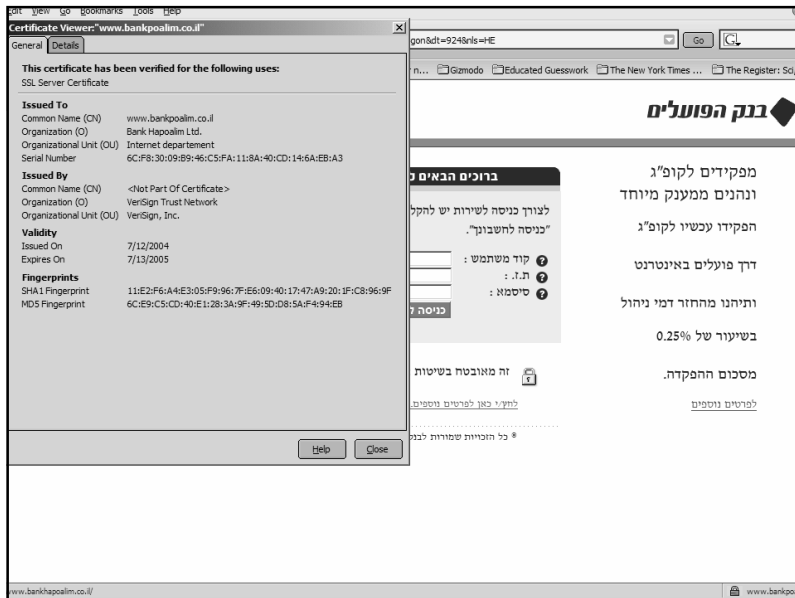 Edit View Go Bookmarks Tools Help
Certificate Viewer:"www.bankpoalim.co.il"
General Details
This certificate has been verified for the following uses:
SSL Server Certificate
Issued To
Common Name (CN) www.bankpoalim.co.il
Organization (O) Bank Hapoalim Ltd.
Organizational Unit (OU) Internet departement
Serial Number 6C:F8:30:09:B9:46:C5:FA:11:8A:40:CD:14:6A:EB:A3
Issued By
Common Name (CN) <Not Part Of Certificate>
Organization (O) VeriSign Trust Network
Organizational Unit (OU) VeriSign, Inc.
Validity
Issued On 7/12/2004
Expires On 7/13/2005
Fingerprints
SHA1 Fingerprint 11:E2:F6:A4:E3:05:F9:96:7F:E6:09:40:17:47:A9:20:1F:C8:96:9F
MD5 Fingerprint 6C:E9:C5:CD:40:E1:28:3A:9F:49:5D:D8:5A:F4:94:EB
Help Close
gon&dt=924&nls=HE Go G
n... Gizmodo Educated Guesswork The New York Times ... The Register: Sci,
בנק הפועלים
ברוכים הבאים
לצורך כניסה לשירות יש להקל
"כניסה לחשבונך".
קוד משתמש :
ת.ז. :
סיסמא :
כניסה ל
זה מאובטח בשיטות
לחץ/י כאן לפרטים נוספים.
® כל הזכויות שמורות לבנק
מפקידים לקופ"ג
ונהנים ממענק מיוחד
הפקידו עכשיו לקופ"ג
דרך פועלים באינטרנט
ותיהנו מהחזר דמי ניהול
בשיעור של 0.25%
מסכום ההפקדה.
לפרטים נוספים
www.bankhapoalim.co.il/ www.bankpo